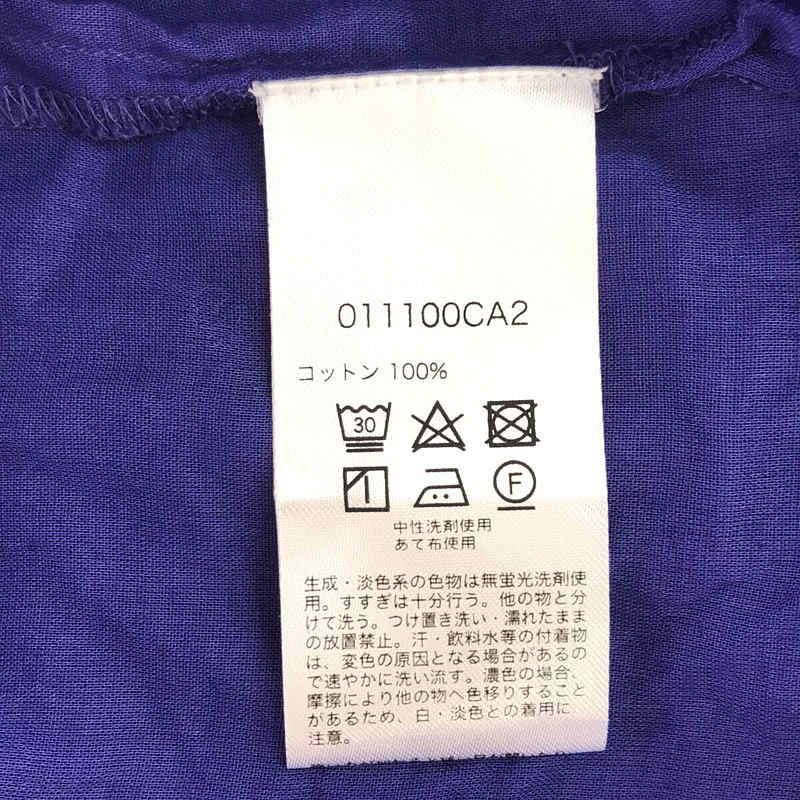 011100CA2
コットン 100%
30
F
中性洗剤使用
あて布使用
生成・淡色系の色物は無蛍光洗剤使
用。すすぎは十分行う。他の物と分
けて洗う。つけ置き洗い・濡れたまま
の放置禁止。汗・飲料水等の付着物
は、変色の原因となる場合があるの
で速やかに洗い流す。濃色の場合、
摩擦により他の物へ色移りすること
があるため、白・淡色との着用に
注意。